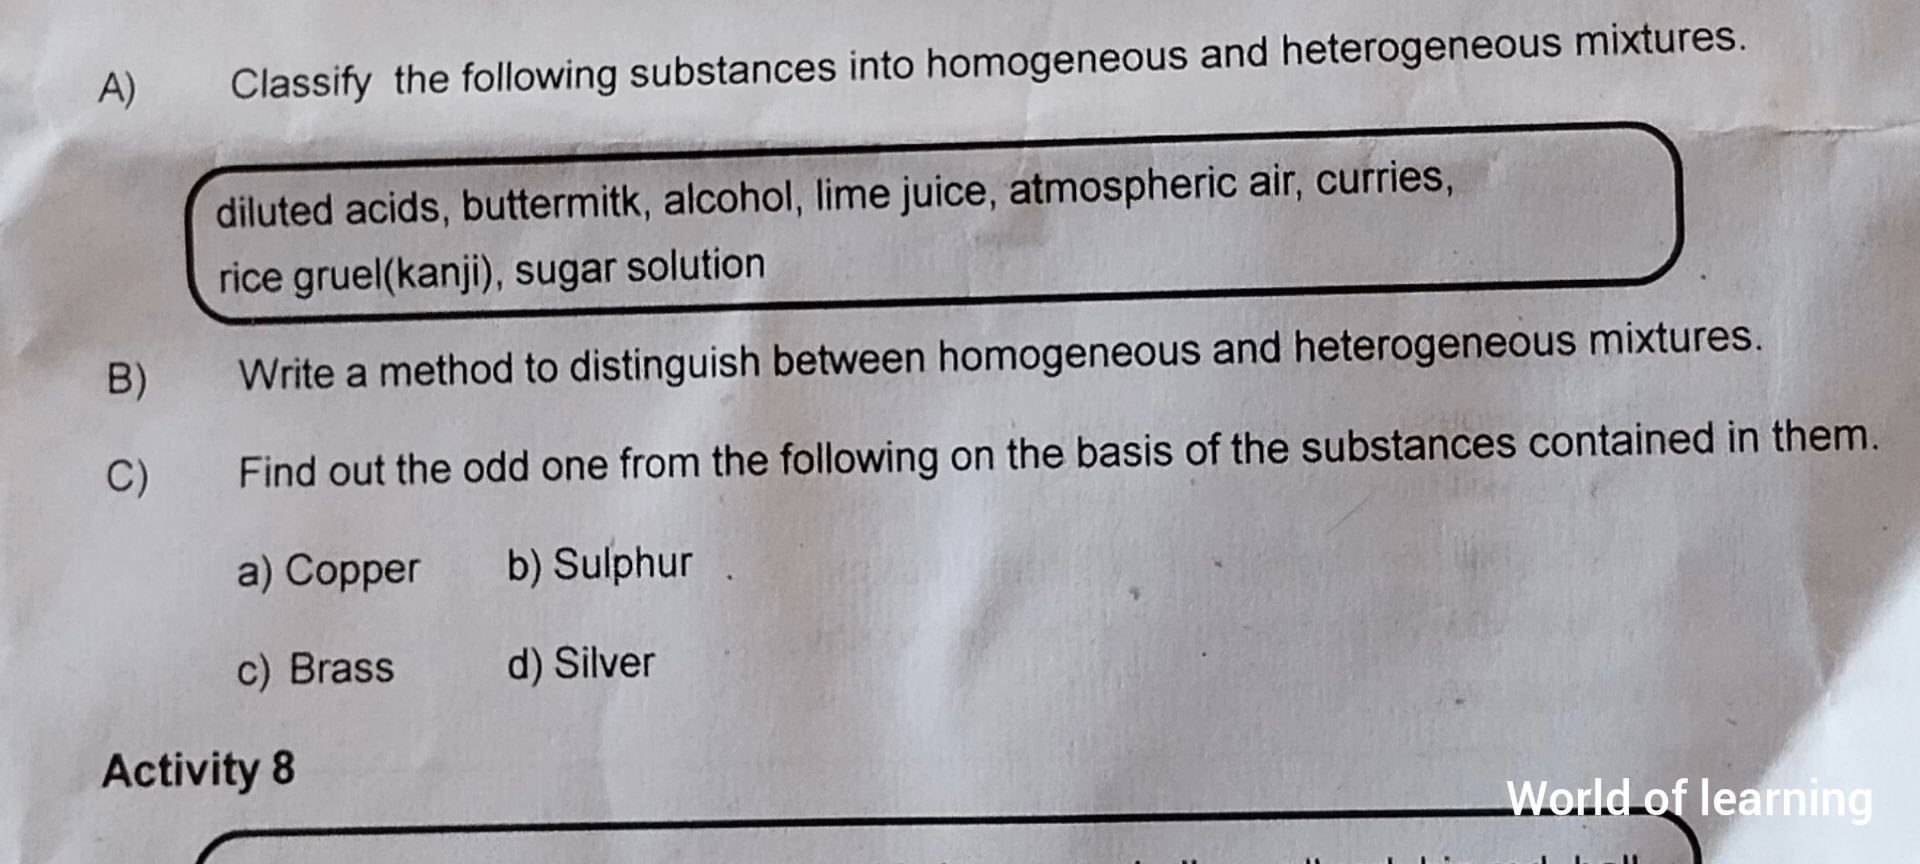 A) Classify the following substances into homogeneous and heterogeneous mixtures.
diluted acids, buttermitk, alcohol, lime juice, atmospheric air, curries,
rice gruel(kanji), sugar solution
B) Write a method to distinguish between homogeneous and heterogeneous mixtures.
C) Find out the odd one from the following on the basis of the substances contained in them.
a) Copper b) Sulphur
c) Brass d) Silver
Activity 8
World of learning